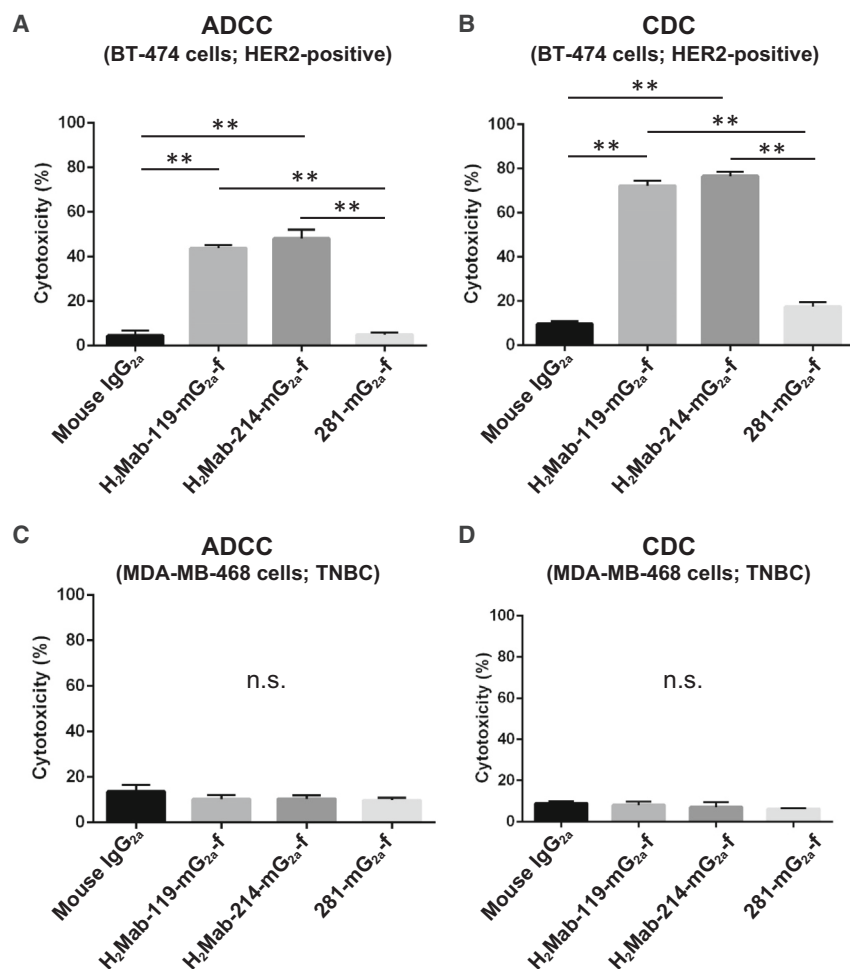 A
ADCC
(BT-474 cells; HER2-positive)
Cytotoxicity (%)
100
80
60
40
20
0
**
**
**
**
Mouse IgG2a
H2Mab-119-mG2a-f
H2Mab-214-mG2a-f
281-mG2a-f
B
CDC
(BT-474 cells; HER2-positive)
Cytotoxicity (%)
100
80
60
40
20
0
**
**
**
**
Mouse IgG2a
H2Mab-119-mG2a-f
H2Mab-214-mG2a-f
281-mG2a-f
C
ADCC
(MDA-MB-468 cells; TNBC)
Cytotoxicity (%)
100
80
60
40
20
0
n.s.
Mouse IgG2a
H2Mab-119-mG2a-f
H2Mab-214-mG2a-f
281-mG2a-f
D
CDC
(MDA-MB-468 cells; TNBC)
Cytotoxicity (%)
100
80
60
40
20
0
n.s.
Mouse IgG2a
H2Mab-119-mG2a-f
H2Mab-214-mG2a-f
281-mG2a-f